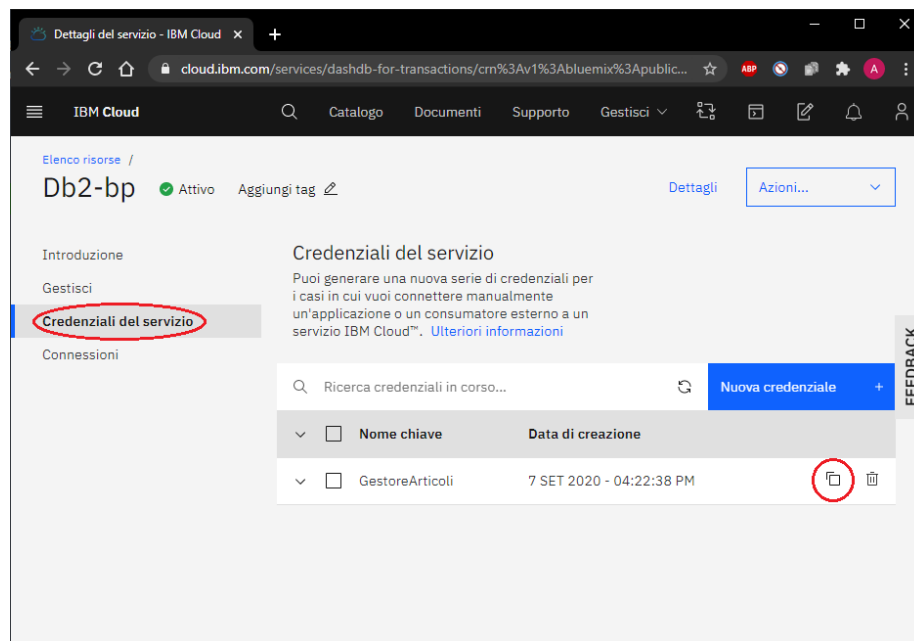 Dettagli del servizio - IBM Cloud
cloud.ibm.com/services/dashdb-for-transactions/crn%3Av1%3Abluemix%3Apublic...
ABP
A
IBM Cloud
Catalogo Documenti Supporto Gestisci
Elenco risorse /
Db2-bp Attivo Aggiungi tag Dettagli Azioni...
Introduzione
Gestisci
Credenziali del servizio
Connessioni
Credenziali del servizio
Puoi generare una nuova serie di credenziali per
i casi in cui vuoi connettere manualmente
un'applicazione o un consumatore esterno a un
servizio IBM Cloud™. Ulteriori informazioni
Ricerca credenziali in corso... Nuova credenziale +
Nome chiave Data di creazione
GestoreArticoli 7 SET 2020 - 04:22:38 PM
FEEDBACK